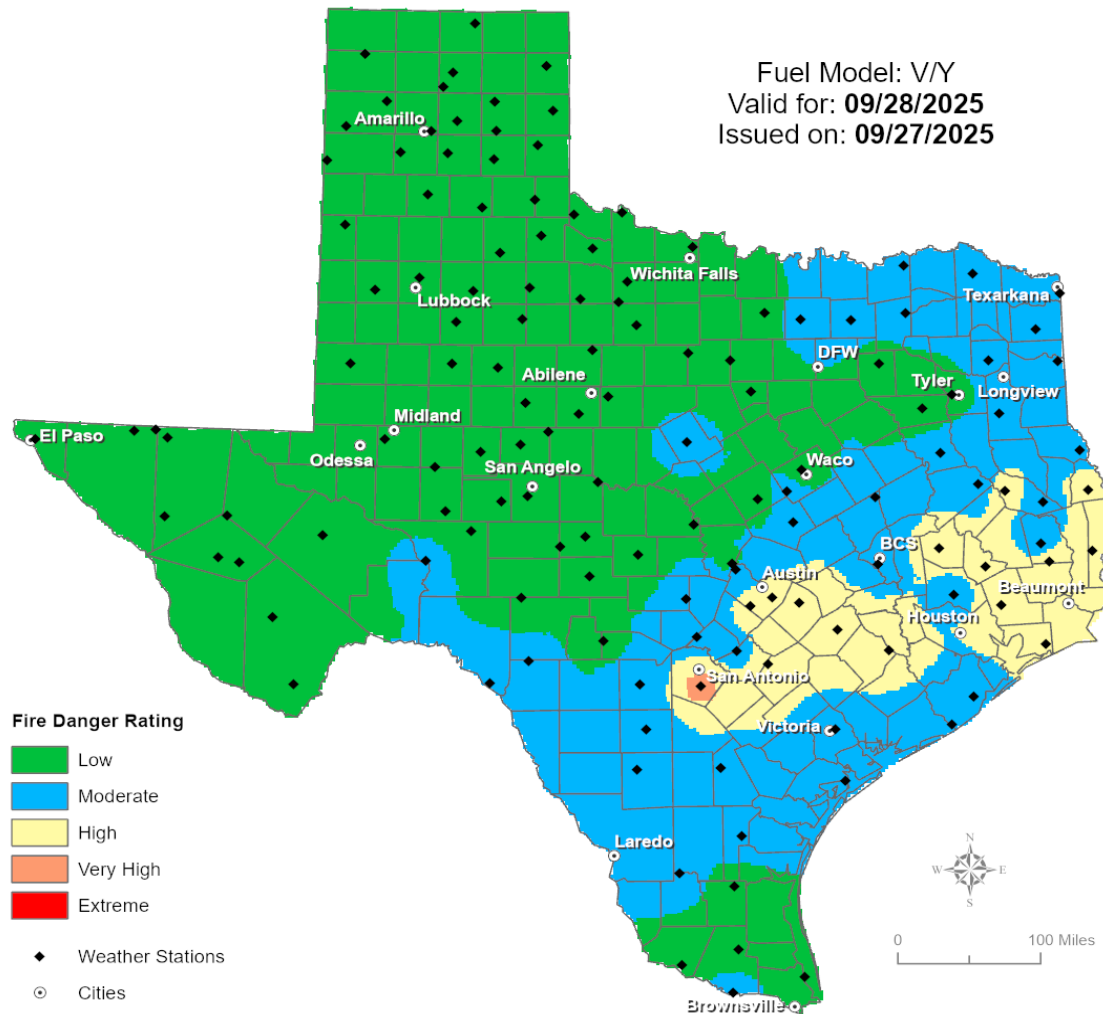 Fuel Model: V/Y
Valid for: 09/28/2025
Issued on: 09/27/2025
Amarillo
Wichita Falls
Lubbock
Texarkana
DFW
Abilene
Tyler
Longview
Midland
El Paso
Odessa
San Angelo
Waco
BCS
Austin
Beaumont
Houston
San Antonio
Victoria
Laredo
Brownsville
Fire Danger Rating
Low
Moderate
High
Very High
Extreme
Weather Stations
Cities
N
W E
S
0 100 Miles